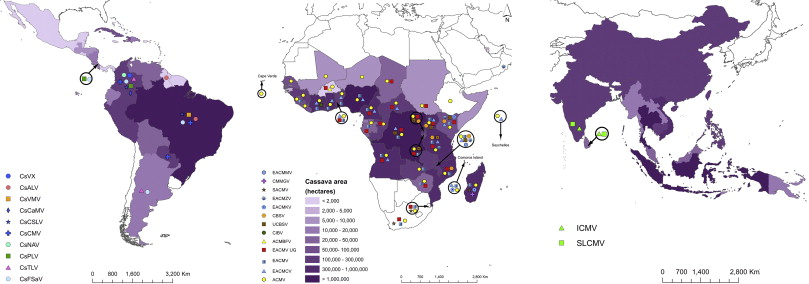 CsVX
CsALV
CsVMV
CsCaMV
CsCSLV
CsCMV
CsNAV
CsPLV
CsTLV
CsFSaV
0 800 1,600 3,200 Km
N
Cape Verde
Seychelles
Comoros Island
EACMMV
CMMGV
SACMV
EACMZV
EACMKV
CBSV
UCBSV
CIBV
ACMBFV
EACMV UG
EACMV
EACMCV
ACMV
Cassava area
(hectares)
< 2,000
2,000 - 5,000
5,000 - 10,000
10,000 - 20,000
20,000 - 50,000
50,000- 100,000
100,000 - 300,000
300,000 -1,000,000
> 1,000,000
0 700 1,400 2,800 Km
ICMV
SLCMV
0 700 1,400 2,800 Km